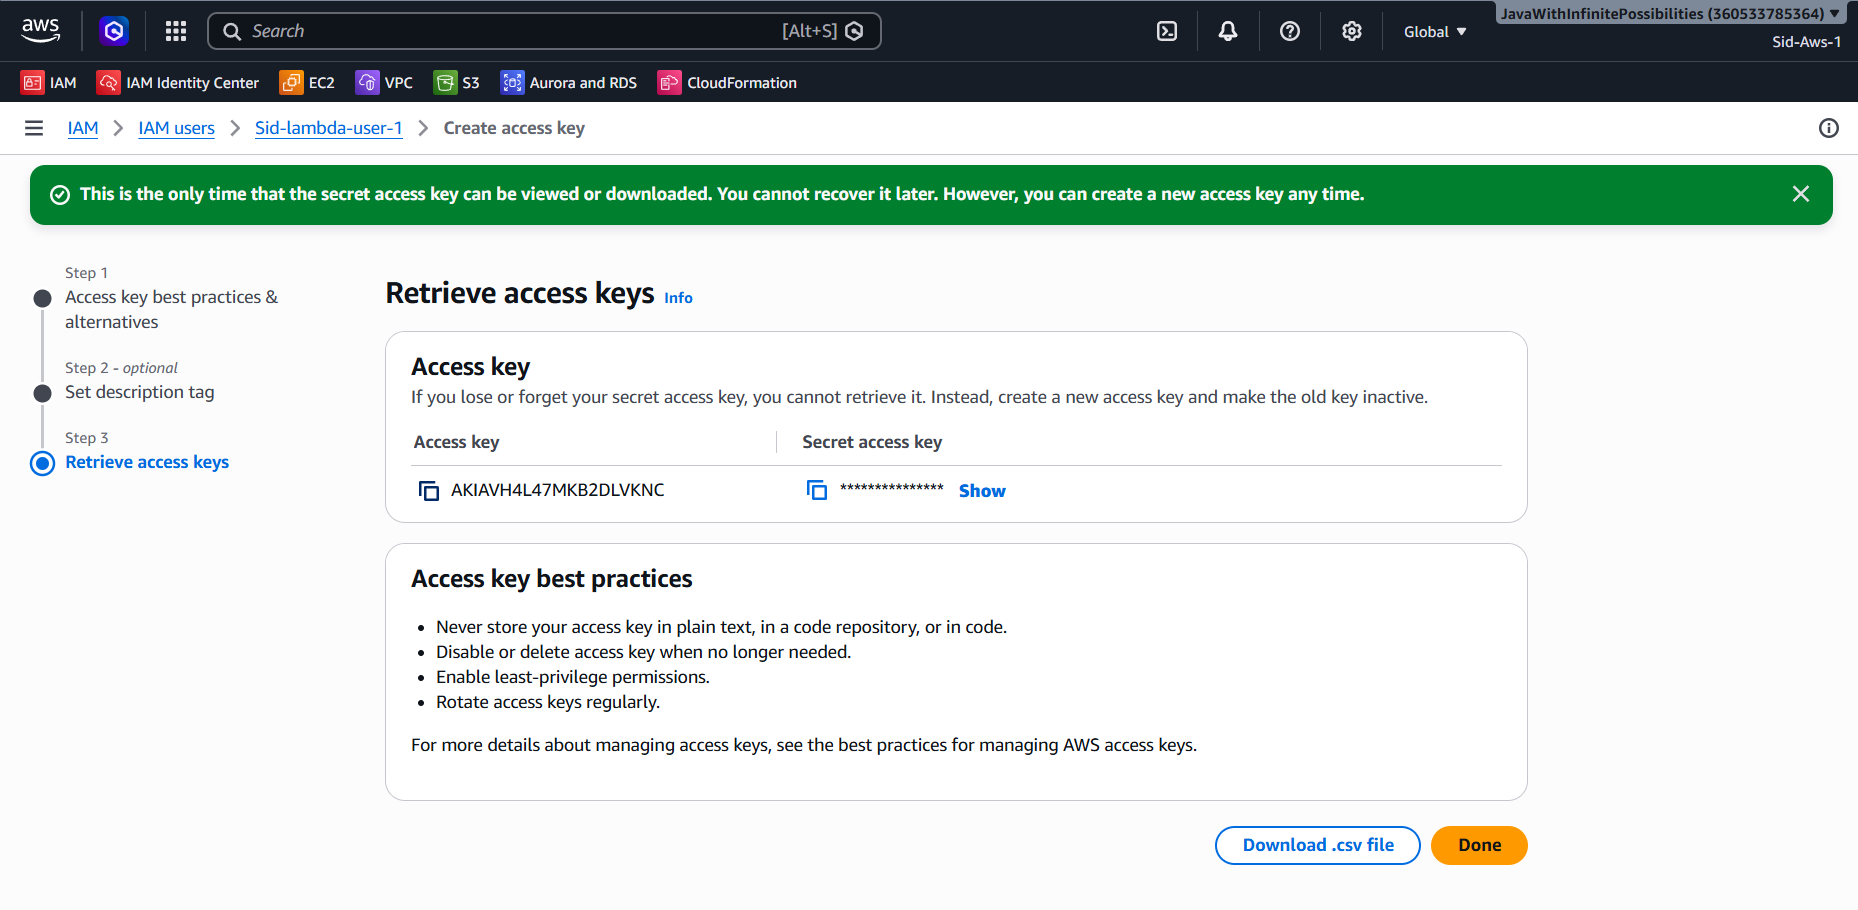 aws
Search
[Alt+S]
Global
JavaWithInfinitePossibilities (360533785364)
Sid-Aws-1
IAM
IAM Identity Center
EC2
VPC
S3
Aurora and RDS
CloudFormation
IAM
IAM users
Sid-lambda-user-1
Create access key
This is the only time that the secret access key can be viewed or downloaded. You cannot recover it later. However, you can create a new access key any time.
Step 1
Access key best practices &
alternatives
Step 2 - optional
Set description tag
Step 3
Retrieve access keys
Retrieve access keys Info
Access key
If you lose or forget your secret access key, you cannot retrieve it. Instead, create a new access key and make the old key inactive.
Access key
Secret access key
AKIAVH4L47MKB2DLVKNC
*************** Show
Access key best practices
• Never store your access key in plain text, in a code repository, or in code.
• Disable or delete access key when no longer needed.
• Enable least-privilege permissions.
• Rotate access keys regularly.
For more details about managing access keys, see the best practices for managing AWS access keys.
Download .csv file
Done